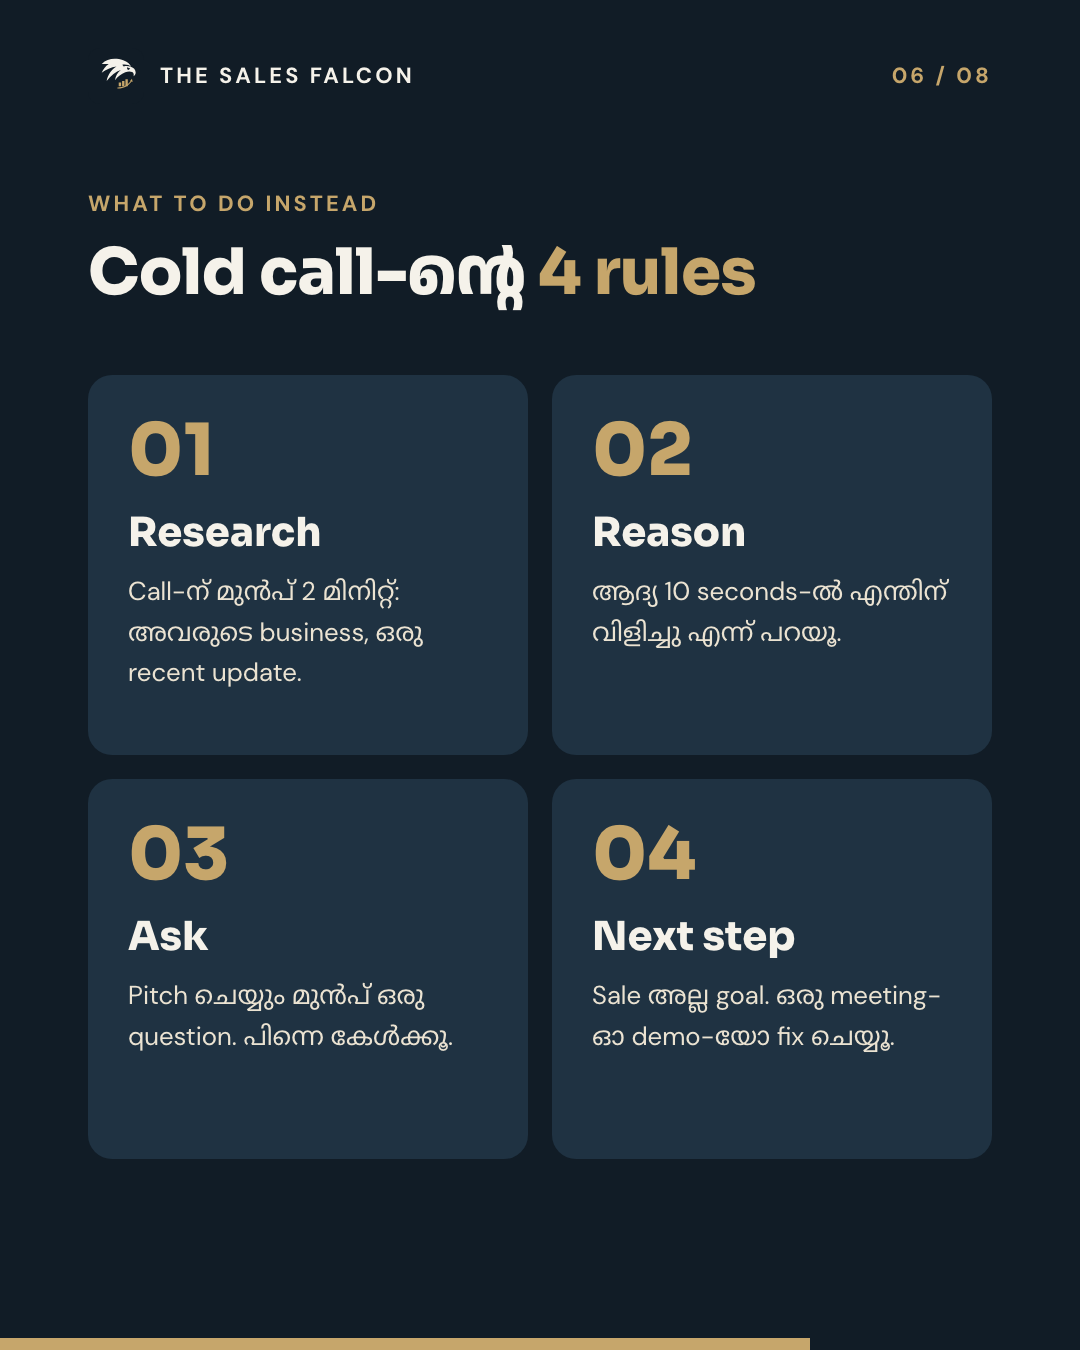 THE SALES FALCON
06 / 08
WHAT TO DO INSTEAD
Cold call-ന്റെ 4 rules
01
Research
Call-ന് മുൻപ് 2 മിനിറ്റ്:
അവരുടെ business, ഒരു
recent update.
02
Reason
ആദ്യ 10 seconds-ൽ എന്തിന്
വിളിച്ചു എന്ന് പറയൂ.
03
Ask
Pitch ചെയ്യും മുൻപ് ഒരു
question. പിന്നെ കേൾക്കൂ.
04
Next step
Sale അല്ല goal. ഒരു meeting-
ഓ demo-യോ fix ചെയ്യൂ.